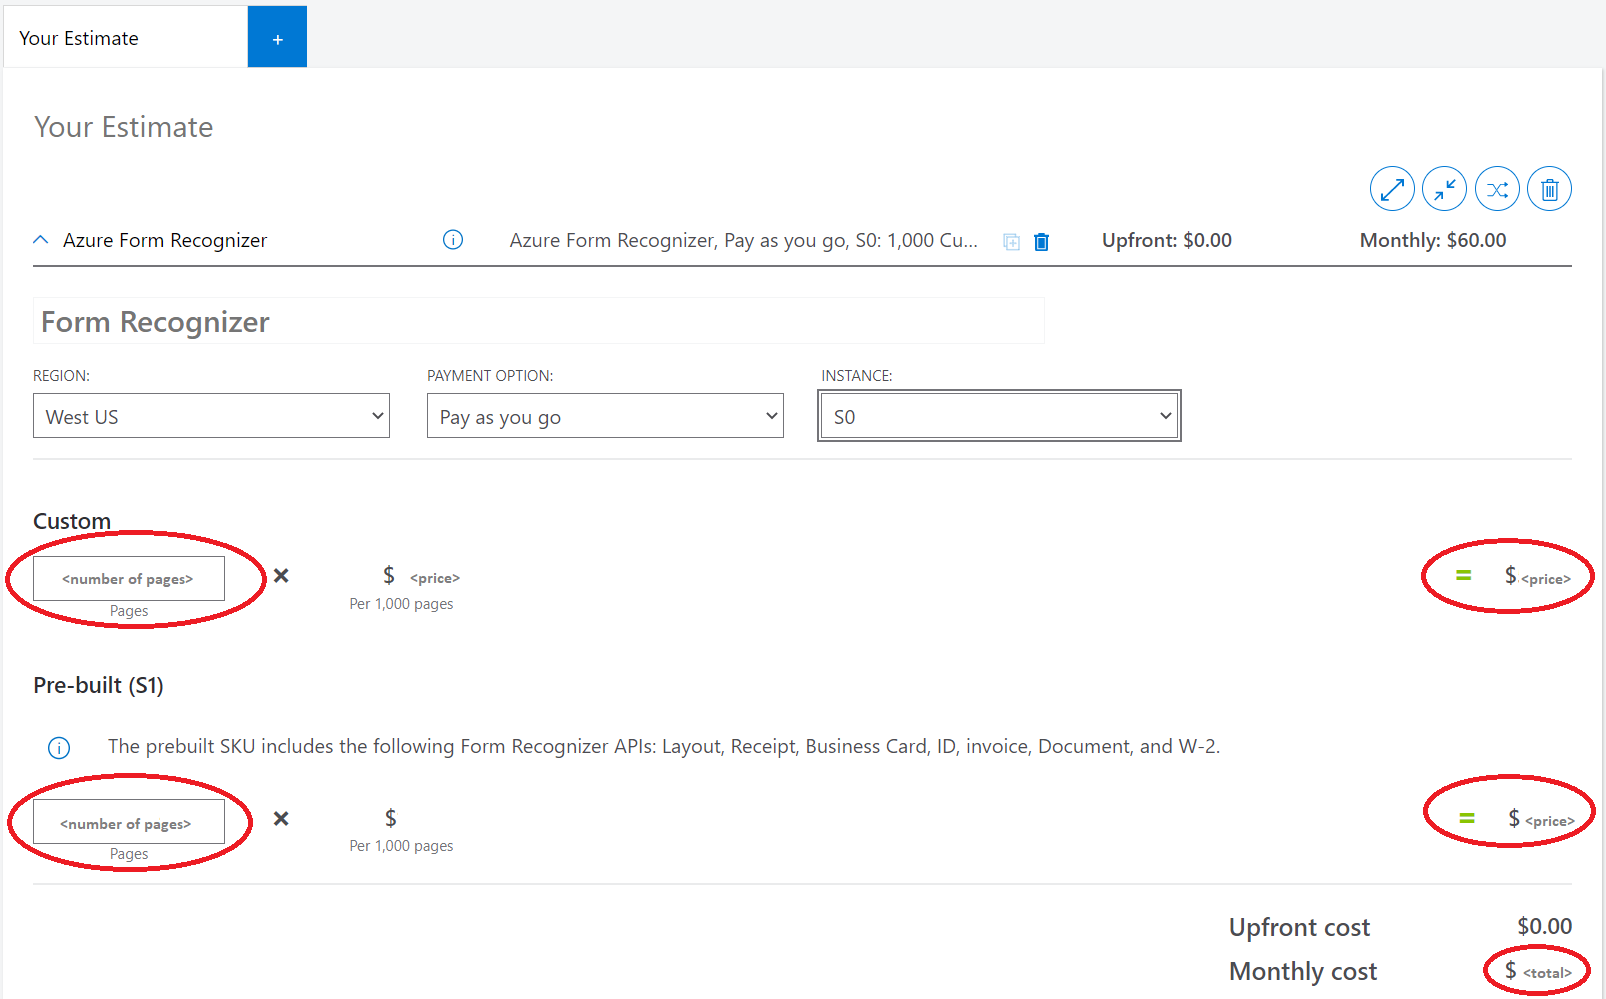 Your Estimate +
Your Estimate
Azure Form Recognizer Azure Form Recognizer, Pay as you go, S0: 1,000 Cu... Upfront: $0.00 Monthly: $60.00
Form Recognizer
REGION: PAYMENT OPTION: INSTANCE:
West US Pay as you go S0
Custom
<number of pages> × $ <price> = $ <price>
Pages Per 1,000 pages
Pre-built (S1)
The prebuilt SKU includes the following Form Recognizer APIs: Layout, Receipt, Business Card, ID, invoice, Document, and W-2.
<number of pages> × $ = $ <price>
Pages Per 1,000 pages
Upfront cost $0.00
Monthly cost $ <total>